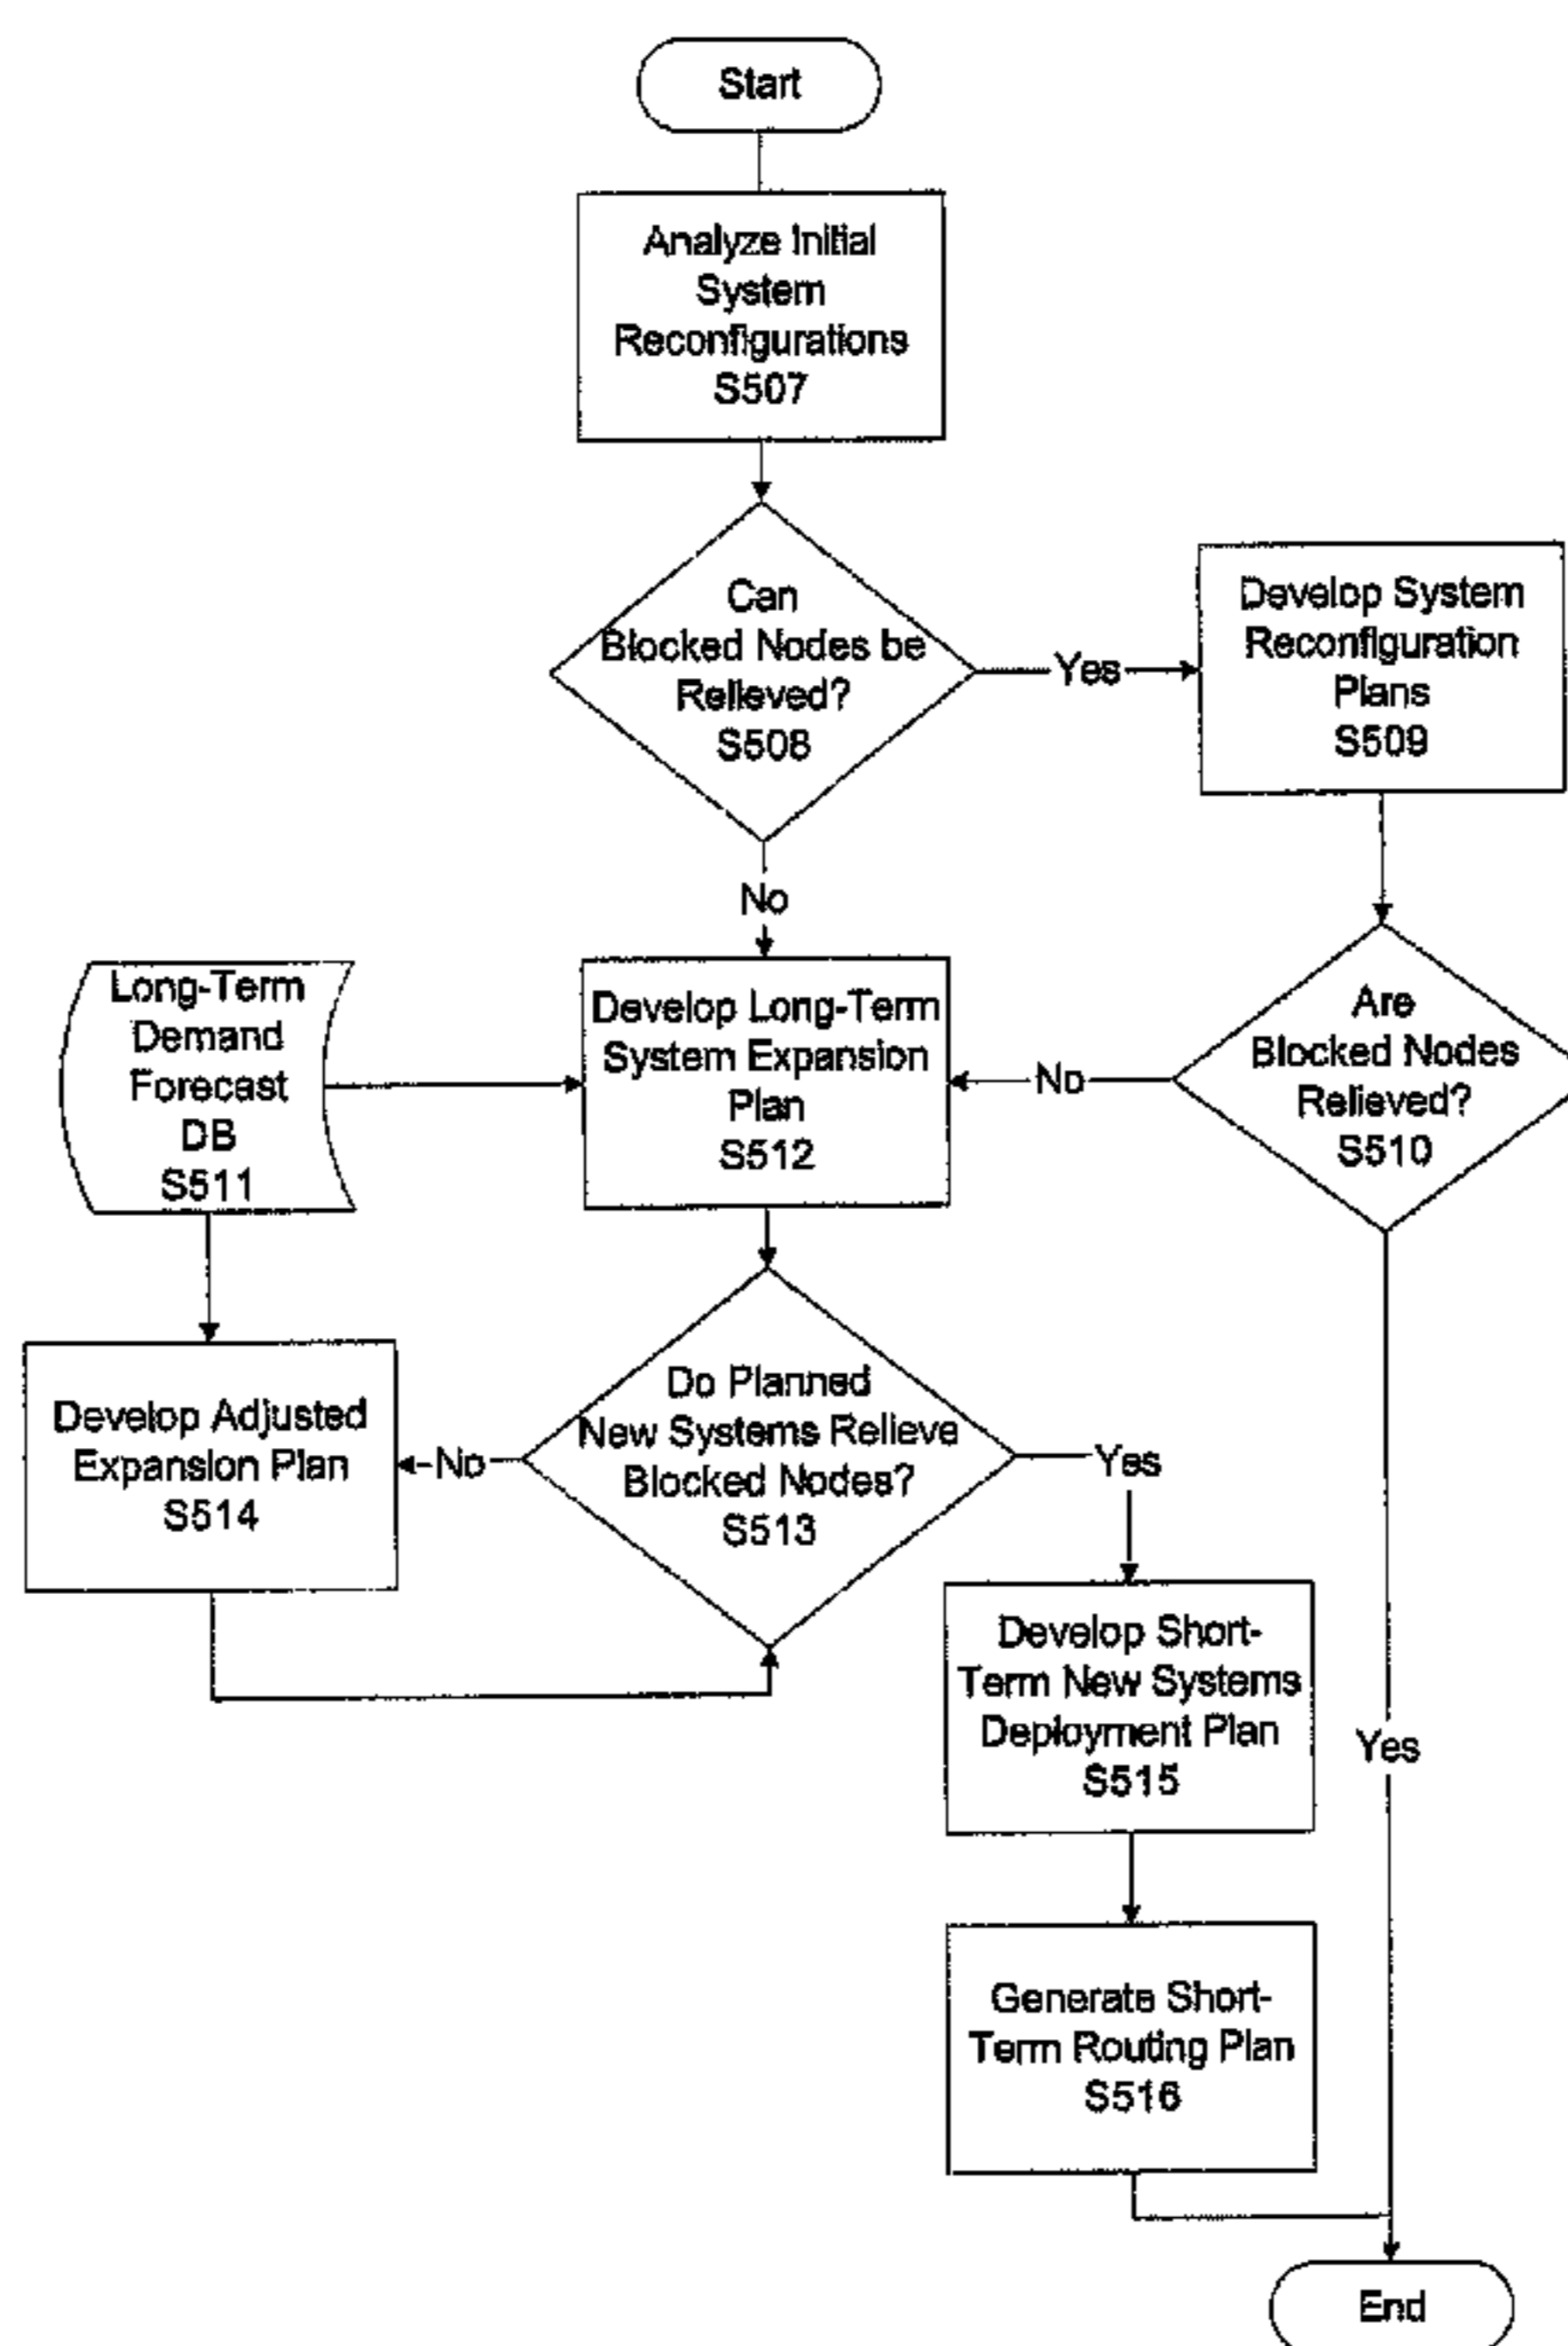 Start
Analyze Initial
System
Reconfigurations
S507
Can
Blocked Nodes be
Relieved?
S508
Yes
Develop System
Reconfiguration
Plans
S509
No
Long-Term
Demand
Forecast
DB
S511
Develop Long-Term
System Expansion
Plan
S512
No
Are
Blocked Nodes
Relieved?
S510
Develop Adjusted
Expansion Plan
S514
No
Do Planned
New Systems Relieve
Blocked Nodes?
S513
Yes
Develop Short-
Term New Systems
Deployment Plan
S515
Yes
Generate Short-
Term Routing Plan
S516
End